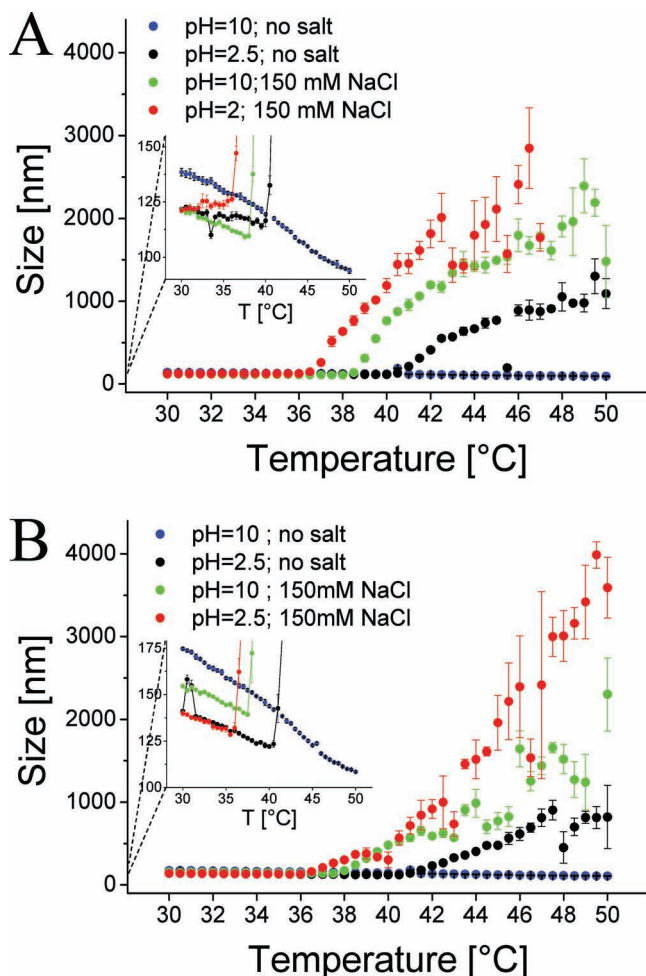 A
pH=10; no salt
pH=2.5; no salt
pH=10;150 mM NaCl
pH=2; 150 mM NaCl
4000
3000
2000
1000
0
Size [nm]
150
125
100
30 35 40 45 50
T [°C]
30 32 34 36 38 40 42 44 46 48 50
Temperature [°C]
B
pH=10 ; no salt
pH=2.5; no salt
pH=10 ; 150mM NaCl
pH=2.5; 150mM NaCl
4000
3000
2000
1000
0
Size [nm]
175
150
125
100
30 35 40 45 50
T [°C]
30 32 34 36 38 40 42 44 46 48 50
Temperature [°C]